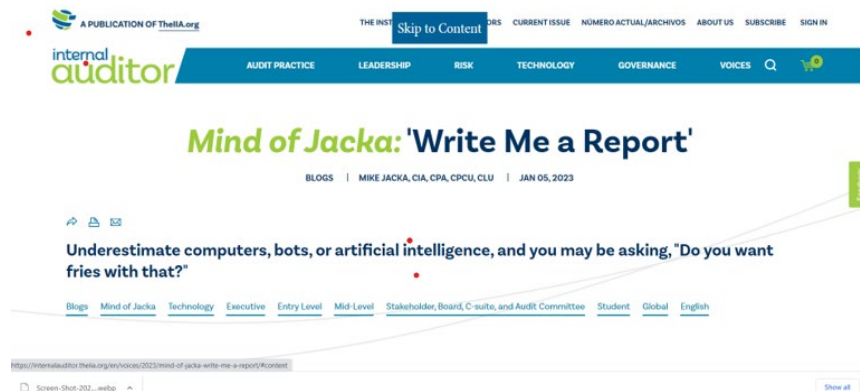 A PUBLICATION OF TheIIA.org
THE INST
Skip to Content
ORS CURRENT ISSUE NÚMERO ACTUAL/ARCHIVOS ABOUT US SUBSCRIBE SIGN IN
internal
auditor
AUDIT PRACTICE LEADERSHIP RISK TECHNOLOGY GOVERNANCE VOICES 0
Mind of Jacka: 'Write Me a Report'
BLOGS | MIKE JACKA, CIA, CPA, CPCU, CLU | JAN 05, 2023
Underestimate computers, bots, or artificial intelligence, and you may be asking, "Do you want
fries with that?"
Blogs Mind of Jacka Technology Executive Entry Level Mid-Level Stakeholder, Board, C-suite, and Audit Committee Student Global English
https://internalauditor.theiia.org/en/voices/2023/mind-of-jacka-write-me-a-report/#content
Screen-Shot-202....webp Show all